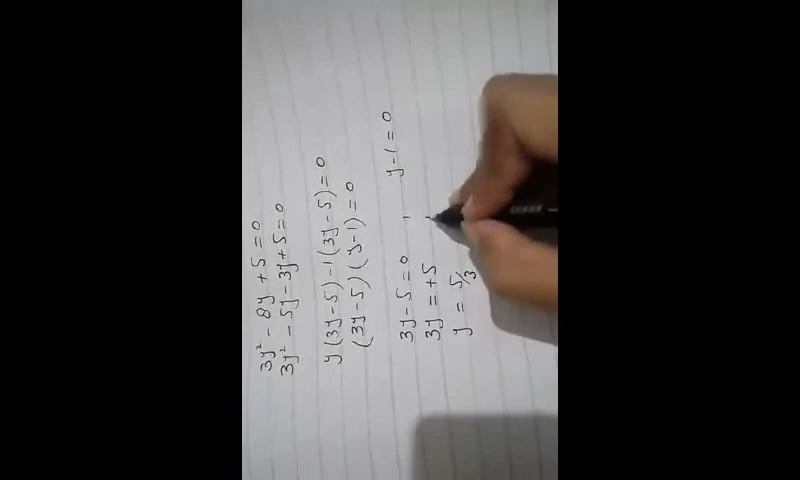 3y² - 8y + 5 = 0
3y² - 5y - 3y + 5 = 0
y(3y - 5) - 1(3y - 5) = 0
(3y - 5)(y - 1) = 0
3y - 5 = 0 , y - 1 = 0
3y = +5 ,
y = 5/3